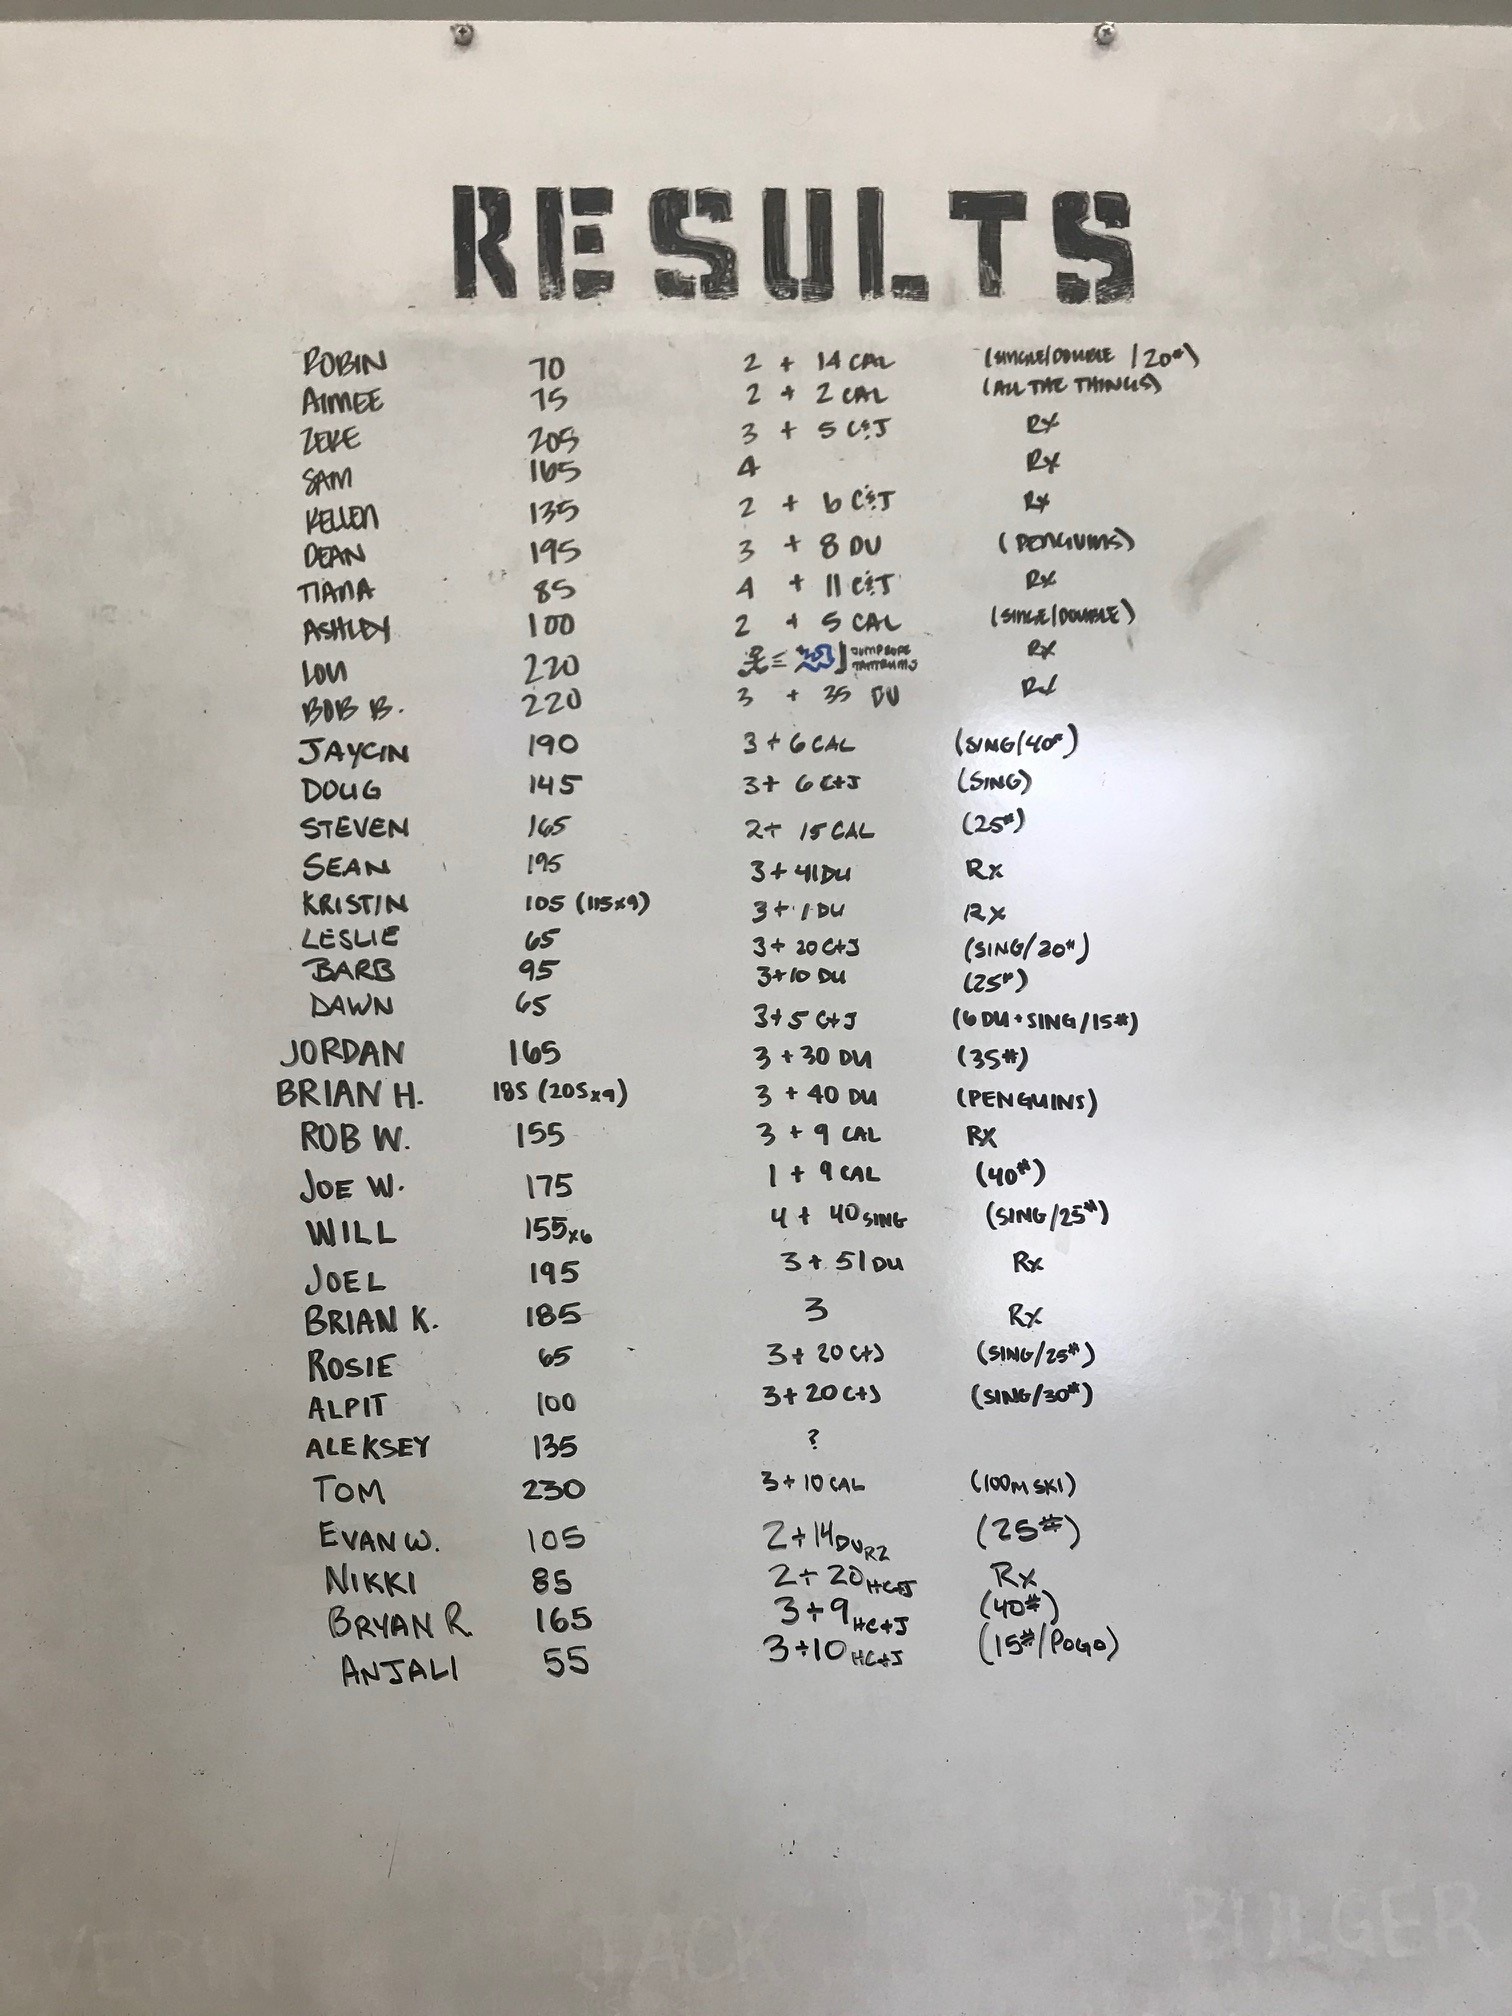 RESULTS
ROBIN 70 2 + 14 CAL (SINGLE/DOUBLE /20#)
AIMEE 75 2 + 2 CAL (ALL THE THINGS)
ZEKE 205 3 + 5 C&J Rx
SAM 165 4 Rx
KELLEN 135 2 + 6 C&J Rx
DEAN 195 3 + 8 DU (PENGUINS)
TIANA 85 4 + 11 C&J Rx
ASHLEY 100 2 + 5 CAL (SINGLE/DOUBLE)
LOU 220 JUMPROPE TANTRUMS Rx
BOB B. 220 3 + 35 DU Rx
JAYCIN 190 3 + 6 CAL (SING/40#)
DOUG 145 3+ 6 C+J (SING)
STEVEN 165 2+ 15 CAL (25#)
SEAN 195 3 + 41 DU Rx
KRISTIN 105 (115x9) 3 + 1 DU Rx
LESLIE 65 3 + 20 C+J (SING/20#)
BARB 95 3+10 DU (25#)
DAWN 65 3+5 C+J (6 DU + SING/15#)
JORDAN 165 3 + 30 DU (35#)
BRIAN H. 185 (205x9) 3 + 40 DU (PENGUINS)
ROB W. 155 3 + 9 CAL Rx
JOE W. 175 1 + 9 CAL (40#)
WILL 155x6 4 + 40 SING (SING/25#)
JOEL 195 3 + 51 DU Rx
BRIAN K. 185 3 Rx
ROSIE 65 3+ 20 C+J (SING/25#)
ALPIT 100 3+20 C+J (SING/30#)
ALEKSEY 135 ?
TOM 230 3+10 CAL (100M SKI)
EVAN W. 105 2+14 DU R2 (25#)
NIKKI 85 2+ 20 HC+J Rx
BRYAN R. 165 3+9 HC+J (40#)
ANJALI 55 3+10 HC+J (15#/POGO)
JACK BULGER